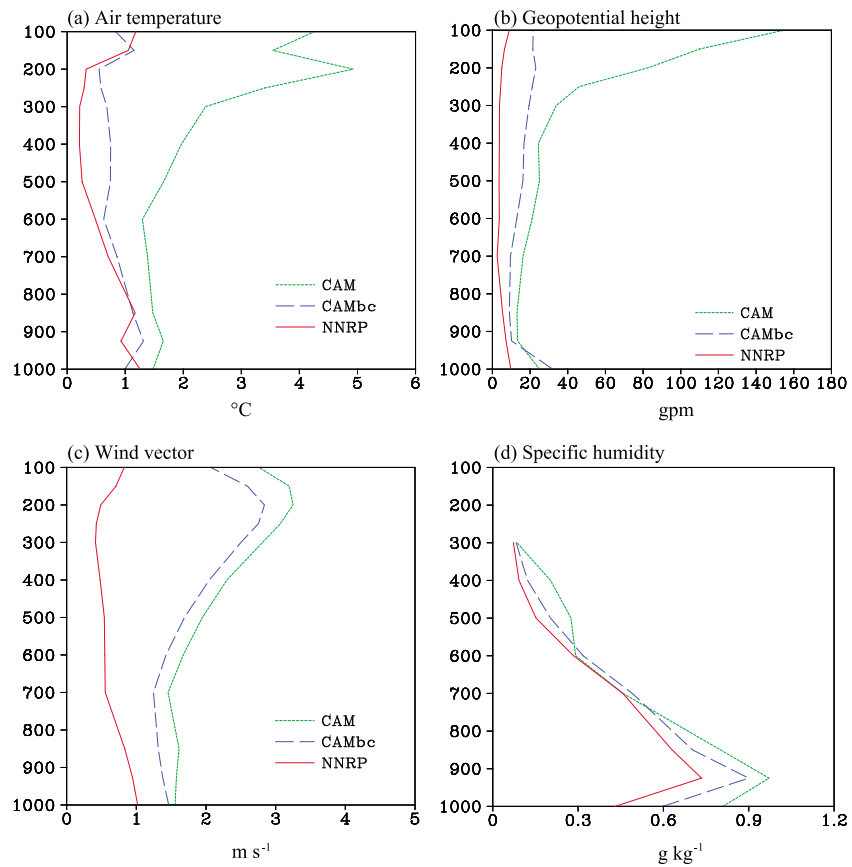 (a) Air temperature
100
200
300
400
500
600
700
800
900
1000
0 1 2 3 4 5 6
°C
CAM
CAMbc
NNRP
(b) Geopotential height
100
200
300
400
500
600
700
800
900
1000
0 20 40 60 80 100 120 140 160 180
gpm
CAM
CAMbc
NNRP
(c) Wind vector
100
200
300
400
500
600
700
800
900
1000
0 1 2 3 4 5
m s⁻¹
CAM
CAMbc
NNRP
(d) Specific humidity
100
200
300
400
500
600
700
800
900
1000
0 0.3 0.6 0.9 1.2
g kg⁻¹